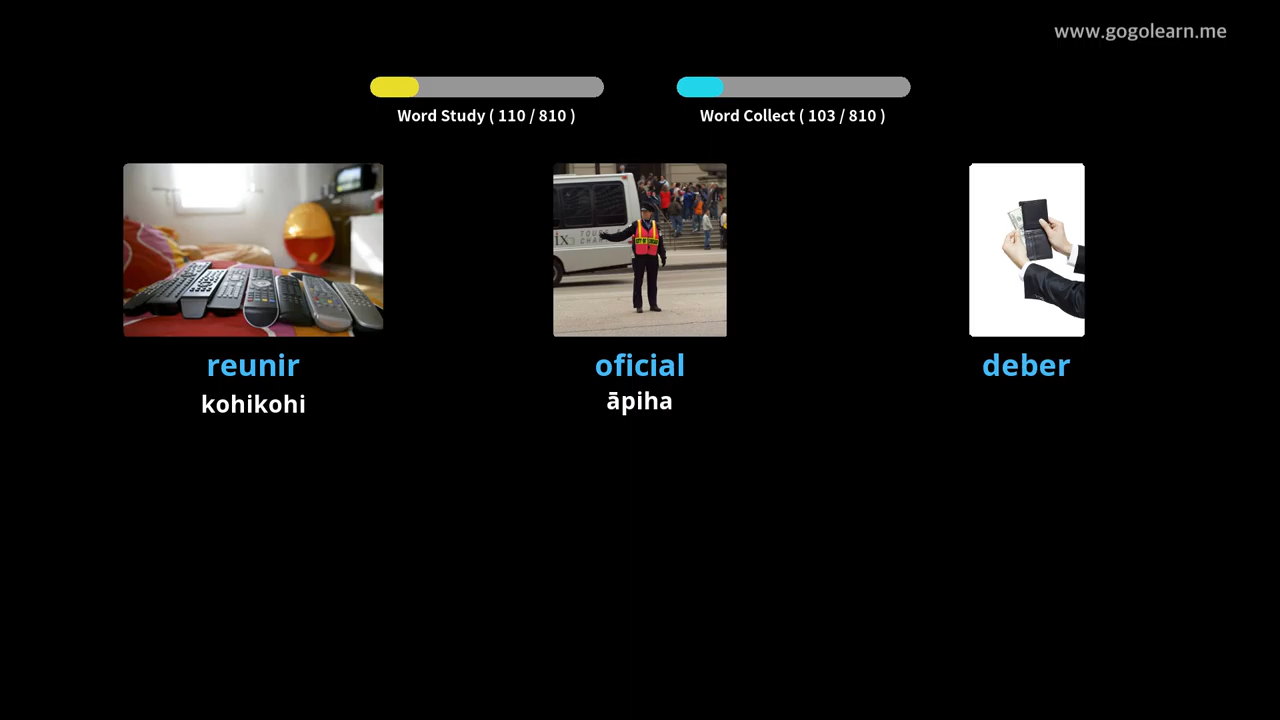 www.gogolearn.me
Word Study ( 110 / 810 )
Word Collect ( 103 / 810 )
reunir
kohikohi
oficial
āpiha
deber